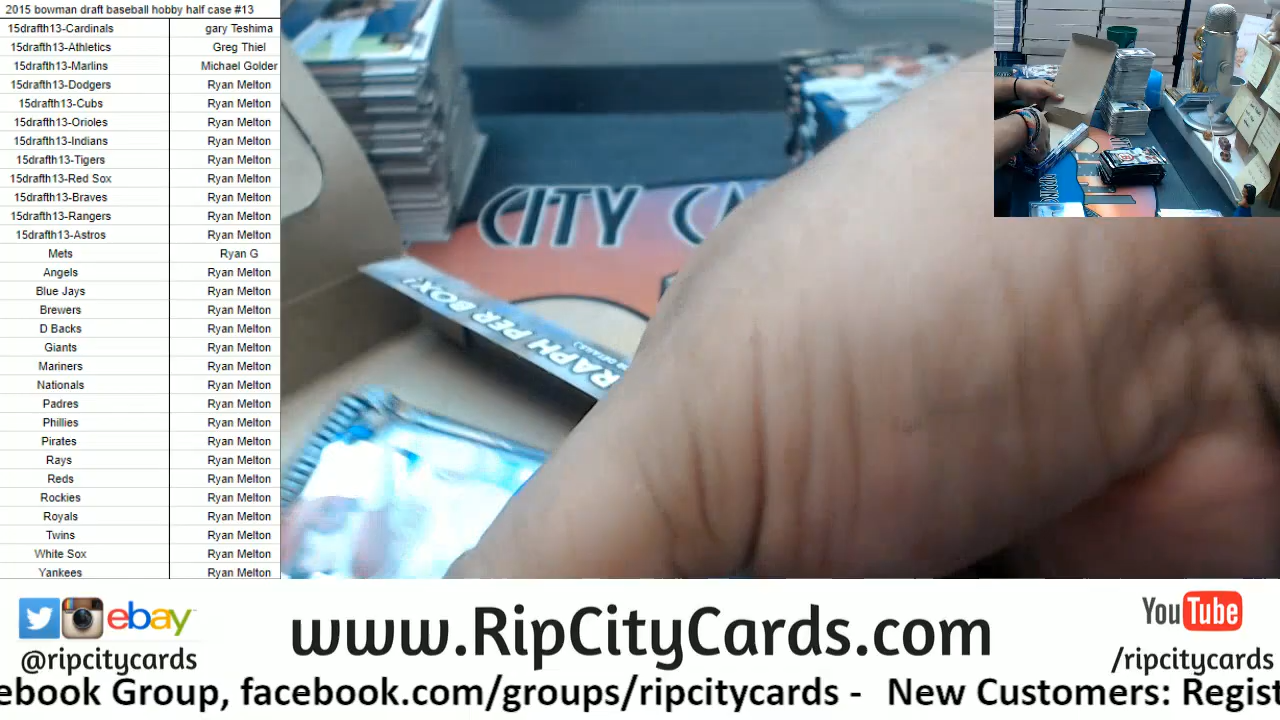 2015 bowman draft baseball hobby half case #13
15drafth13-Cardinals gary Teshima
15drafth13-Athletics Greg Thiel
15drafth13-Marlins Michael Golder
15drafth13-Dodgers Ryan Melton
15drafth13-Cubs Ryan Melton
15drafth13-Orioles Ryan Melton
15drafth13-Indians Ryan Melton
15drafth13-Tigers Ryan Melton
15drafth13-Red Sox Ryan Melton
15drafth13-Braves Ryan Melton
15drafth13-Rangers Ryan Melton
15drafth13-Astros Ryan Melton
Mets Ryan G
Angels Ryan Melton
Blue Jays Ryan Melton
Brewers Ryan Melton
D Backs Ryan Melton
Giants Ryan Melton
Mariners Ryan Melton
Nationals Ryan Melton
Padres Ryan Melton
Phillies Ryan Melton
Pirates Ryan Melton
Rays Ryan Melton
Reds Ryan Melton
Rockies Ryan Melton
Royals Ryan Melton
Twins Ryan Melton
White Sox Ryan Melton
Yankees Ryan Melton
CITY CA
RAPH PER BOX!
ebay
@ripcitycards
www.RipCityCards.com
YouTube
/ripcitycards
ebook Group, facebook.com/groups/ripcitycards - New Customers: Regist